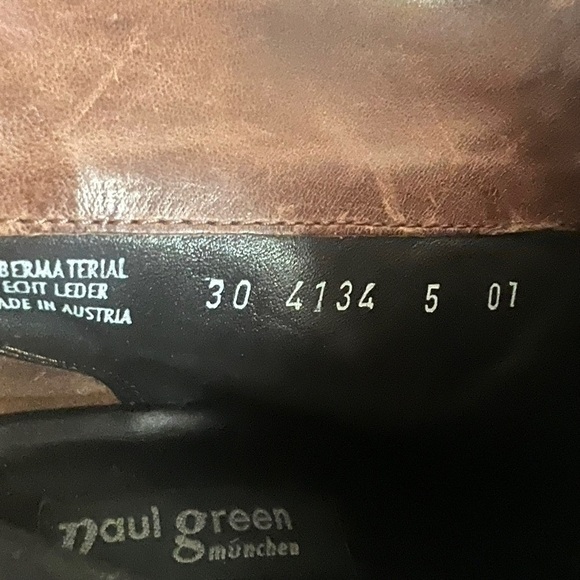 BERMATERIAL
ECHT LEDER
ADE IN AUSTRIA
30 4134 5 01
paul green
münchen